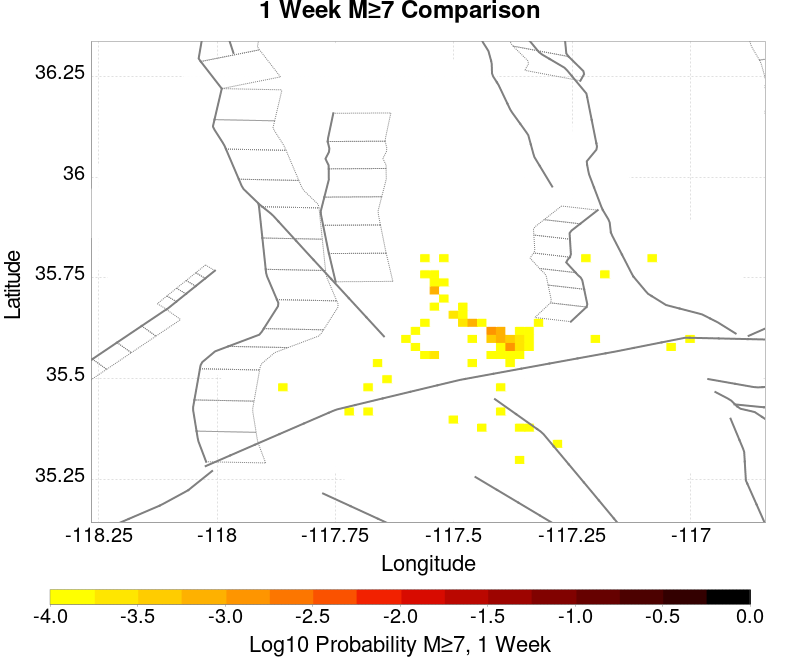 1 Week M≥7 Comparison
36.25
36
35.75
35.5
35.25
Latitude
-118.25 -118 -117.75 -117.5 -117.25 -117
Longitude
-4.0 -3.5 -3.0 -2.5 -2.0 -1.5 -1.0 -0.5 0.0
Log10 Probability M≥7, 1 Week